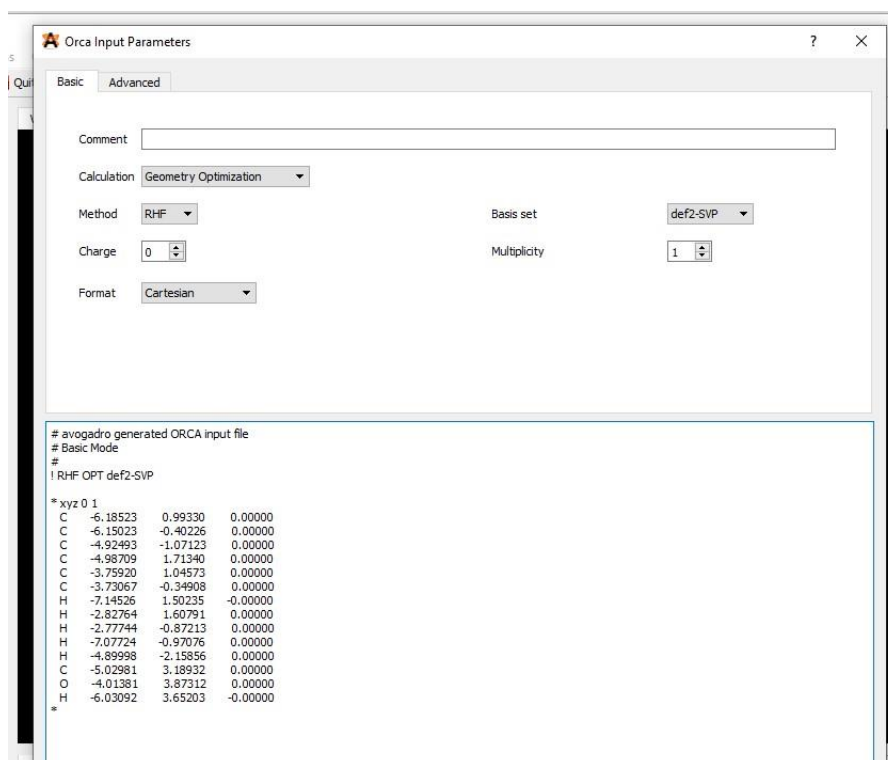 Orca Input Parameters ?
s
Qui
Basic Advanced
Comment
Calculation Geometry Optimization
Method RHF Basis set def2-SVP
Charge 0 Multiplicity 1
Format Cartesian
# avogadro generated ORCA input file
# Basic Mode
#
! RHF OPT def2-SVP
* xyz 0 1
C -6.18523 0.99330 0.00000
C -6.15023 -0.40226 0.00000
C -4.92493 -1.07123 0.00000
C -4.98709 1.71340 0.00000
C -3.75920 1.04573 0.00000
C -3.73067 -0.34908 0.00000
H -7.14526 1.50235 -0.00000
H -2.82764 1.60791 0.00000
H -2.77744 -0.87213 0.00000
H -7.07724 -0.97076 0.00000
H -4.89998 -2.15856 0.00000
C -5.02981 3.18932 0.00000
O -4.01381 3.87312 0.00000
H -6.03092 3.65203 -0.00000
*